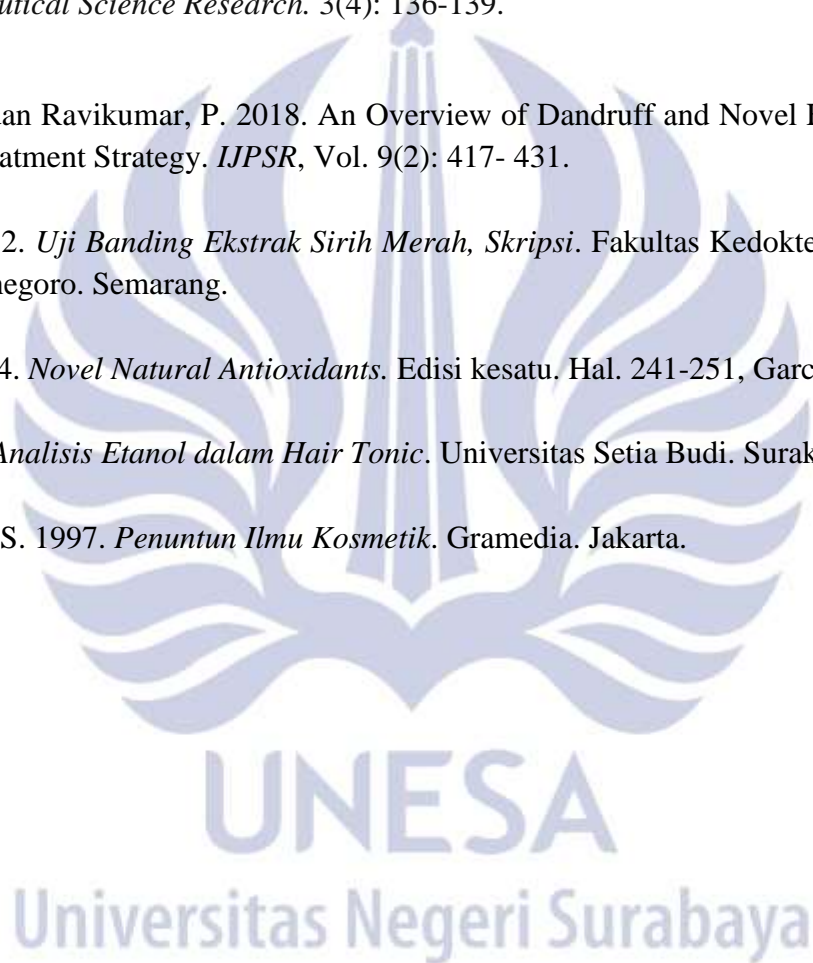 utical Science Research. 3(4): 136-139.
dan Ravikumar, P. 2018. An Overview of Dandruff and Novel
atment Strategy. IJPSR, Vol. 9(2): 417- 431.
2. Uji Banding Ekstrak Sirih Merah, Skripsi. Fakultas Kedokte
negoro. Semarang.
4. Novel Natural Antioxidants. Edisi kesatu. Hal. 241-251, Garc
Analisis Etanol dalam Hair Tonic. Universitas Setia Budi. Surak
S. 1997. Penuntun Ilmu Kosmetik. Gramedia. Jakarta.
UNESA
Universitas Negeri Surabaya